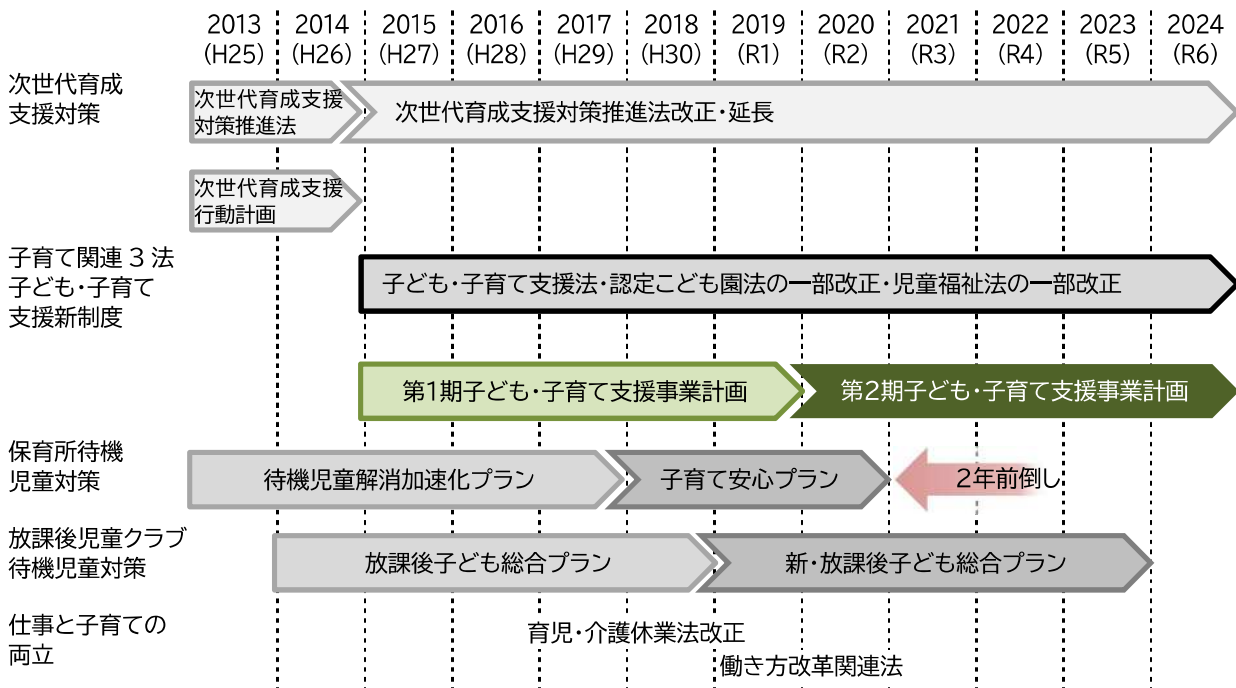 2013 2014 2015 2016 2017 2018 2019 2020 2021 2022 2023 2024
(H25) (H26) (H27) (H28) (H29) (H30) (R1) (R2) (R3) (R4) (R5) (R6)
次世代育成
支援対策
次世代育成支援
対策推進法
次世代育成支援対策推進法改正・延長
次世代育成支援
行動計画
子育て関連3法
子ども・子育て
支援新制度
子ども・子育て支援法・認定こども園法の一部改正・児童福祉法の一部改正
第1期子ども・子育て支援事業計画
第2期子ども・子育て支援事業計画
保育所待機
児童対策
待機児童解消加速化プラン
子育て安心プラン
2年前倒し
放課後児童クラブ
待機児童対策
放課後子ども総合プラン
新・放課後子ども総合プラン
仕事と子育ての
両立
育児・介護休業法改正
働き方改革関連法